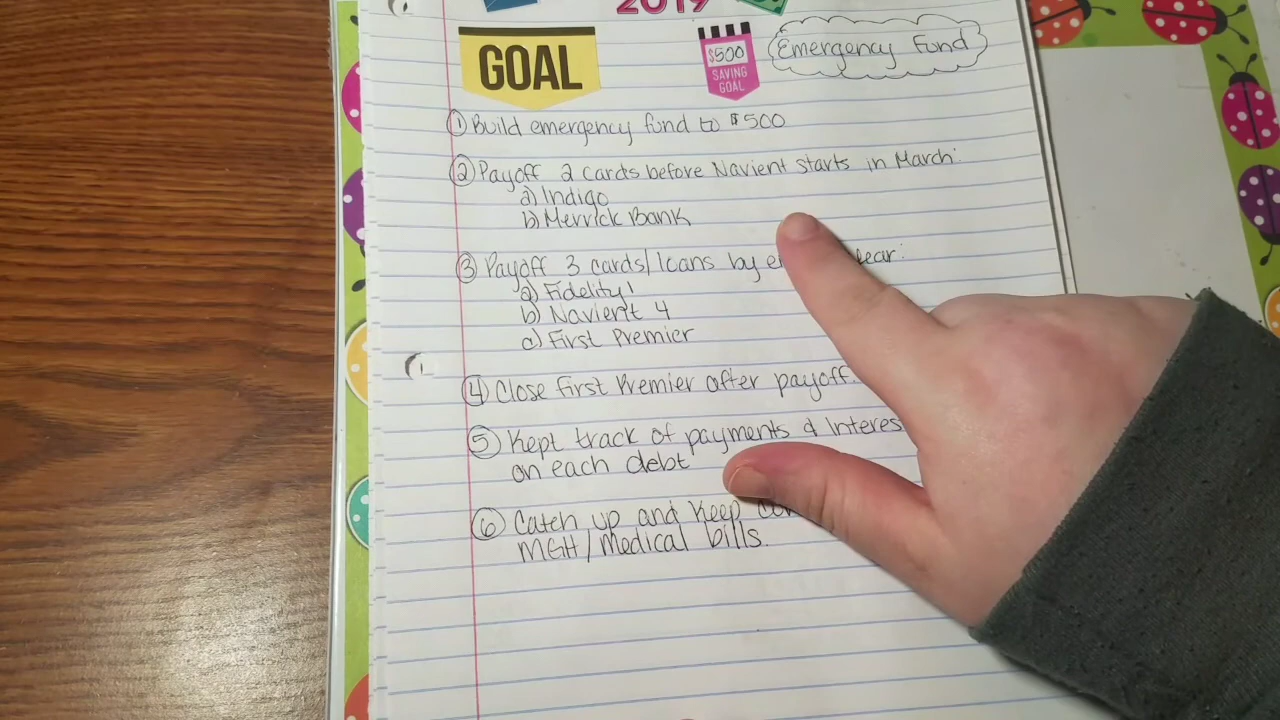 2019
GOAL
$500
SAVING
GOAL
Emergency Fund
① Build emergency fund to $500
② Payoff 2 cards before Navient starts in March:
a) Indigo
b) Merrick Bank
③ Payoff 3 cards/loans by
a) Fidelity 1
b) Navient 4
c) First Premier
④ Close First Premier after payoff.
⑤ Kept track of payments &
on each debt
⑥ Catch up and Keep
MGH/Medical bills.